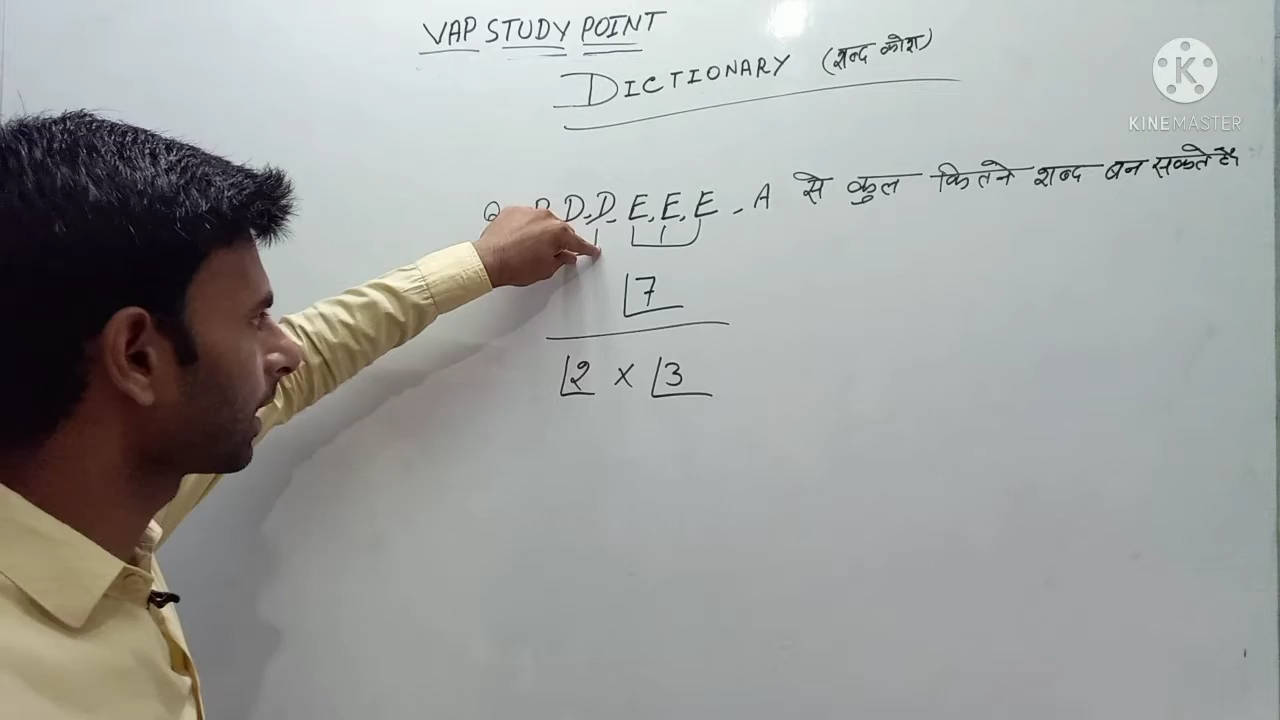 VAP STUDY POINT
DICTIONARY (शब्द कोश)
KINEMASTER
Q D, D, E, E, E, A से कुल कितने शब्द बन सकते हैं
7
2 × 3